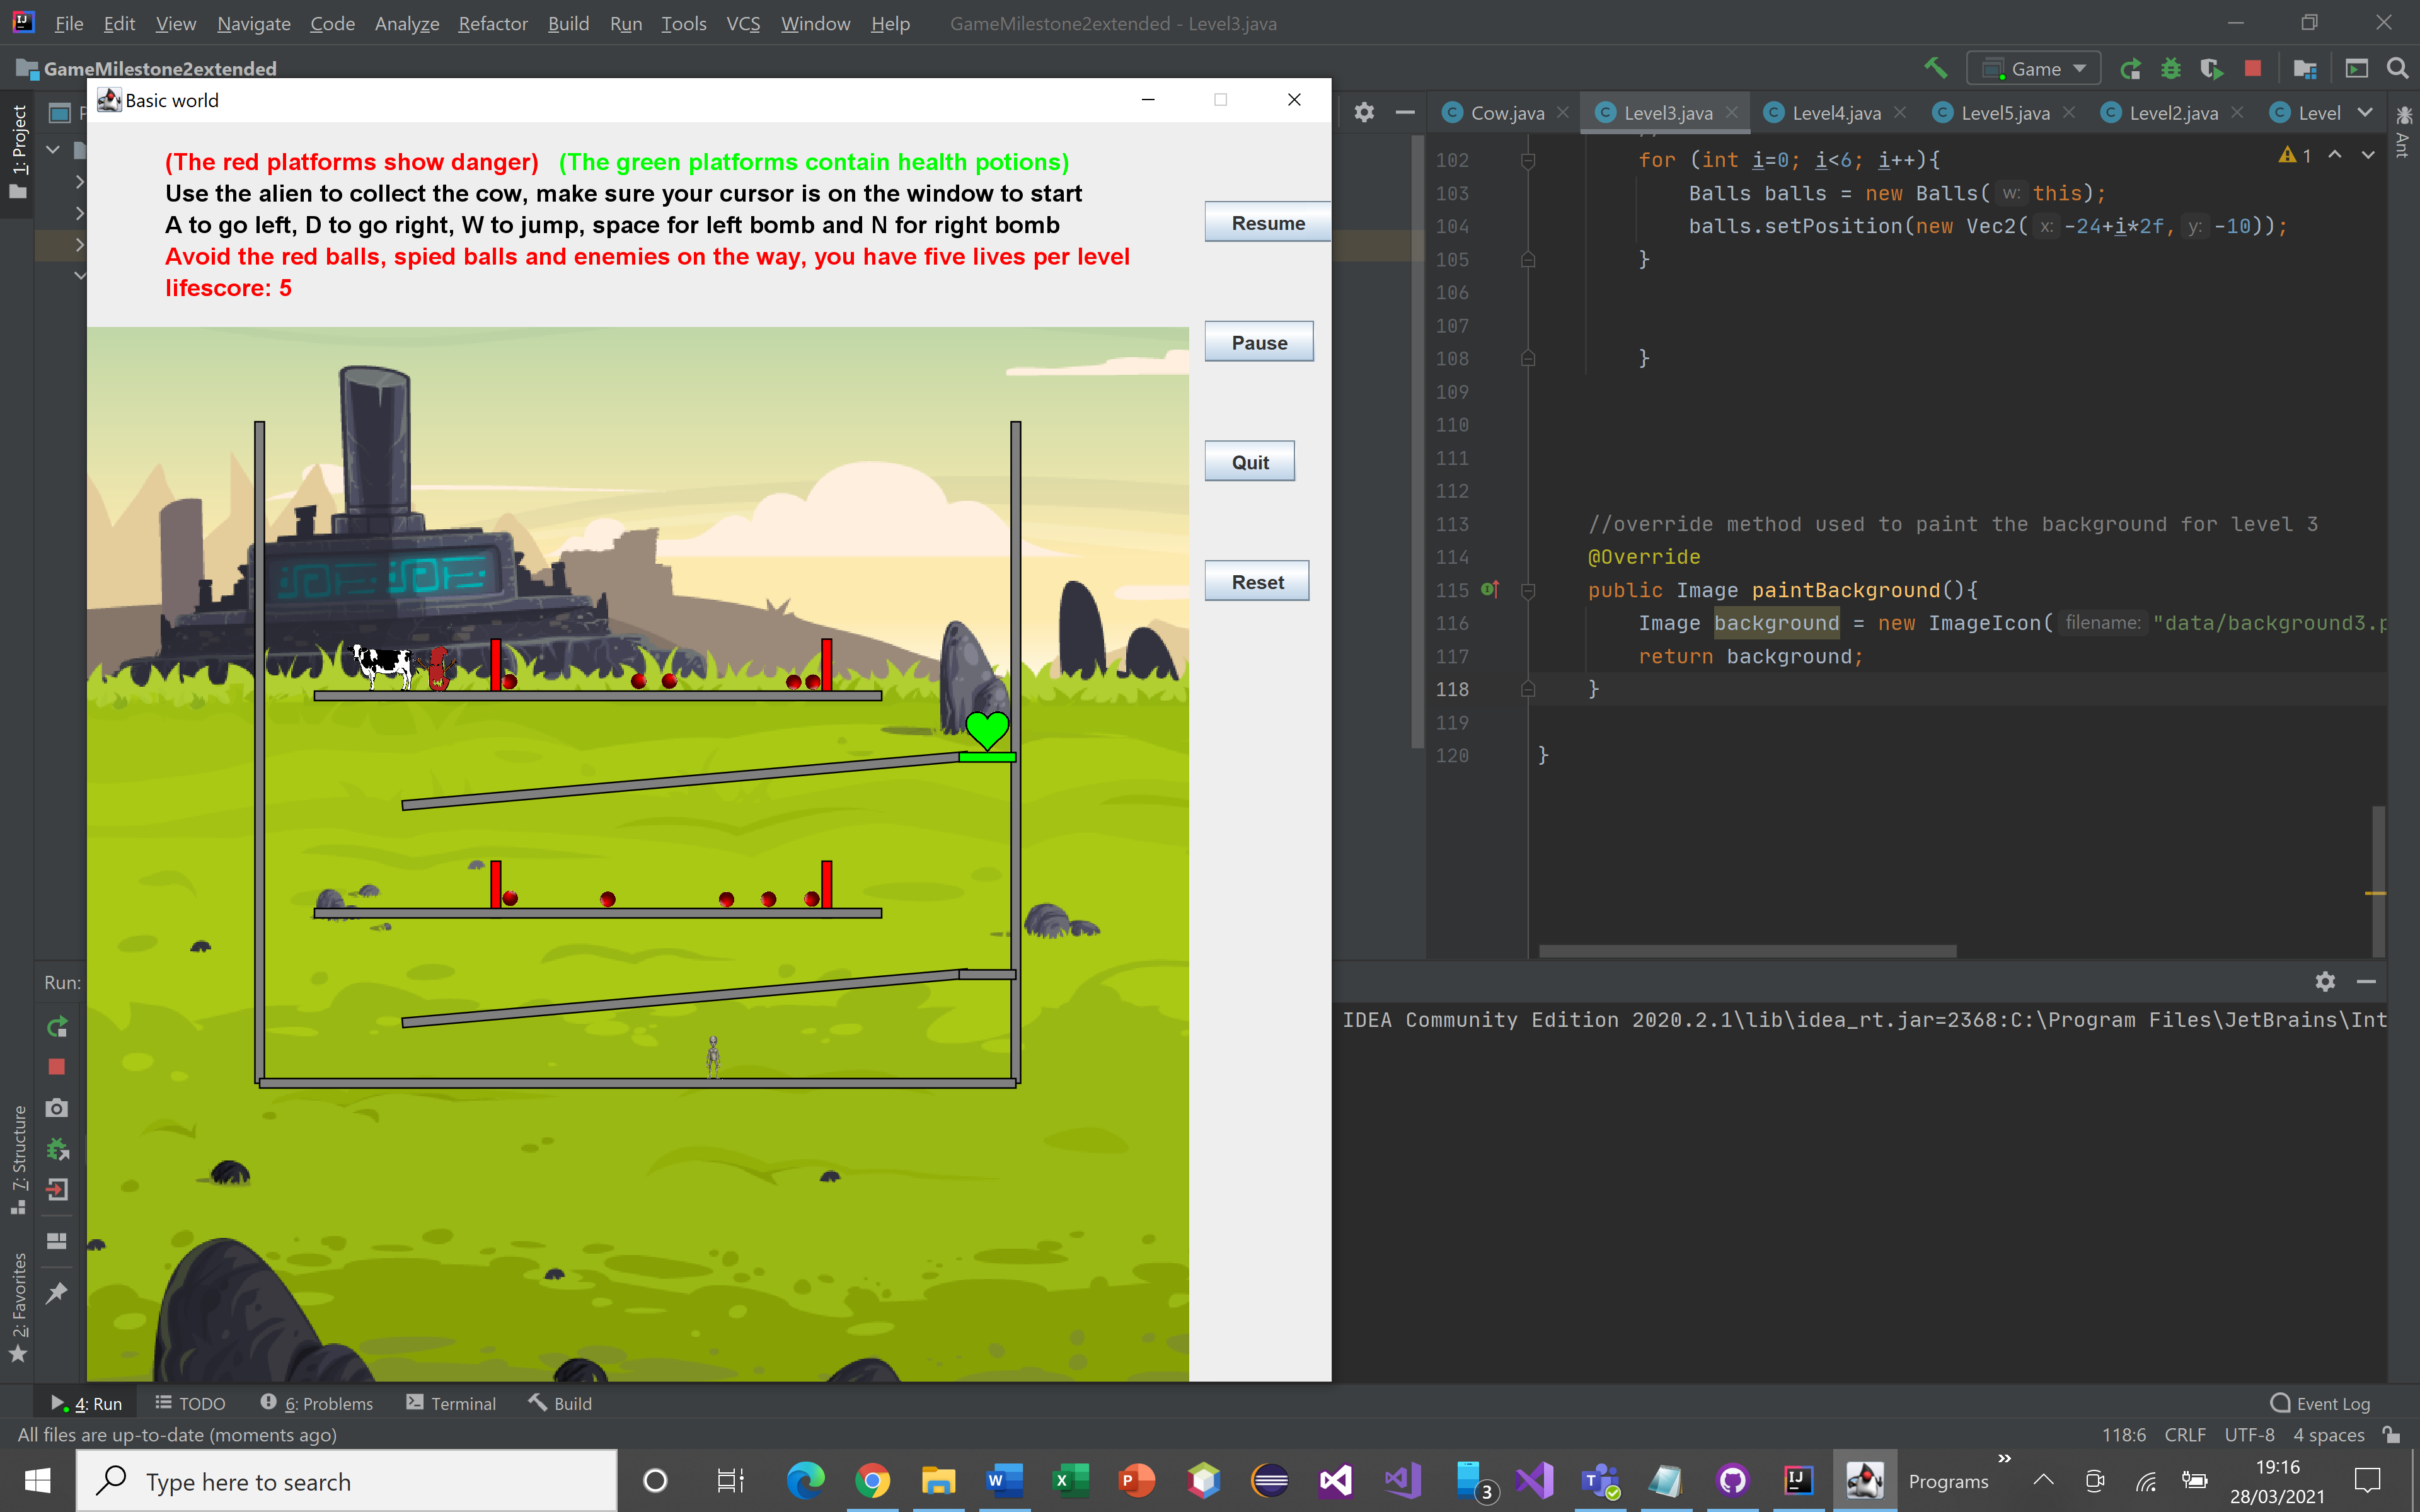 File Edit View Navigate Code Analyze Refactor Build Run Tools VCS Window Help GameMilestone2extended - Level3.java
GameMilestone2extended
Game
Basic world
Cow.java Level3.java Level4.java Level5.java Level2.java Level
1: Project
Ant
(The red platforms show danger) (The green platforms contain health potions)
Use the alien to collect the cow, make sure your cursor is on the window to start
A to go left, D to go right, W to jump, space for left bomb and N for right bomb
Avoid the red balls, spied balls and enemies on the way, you have five lives per level
lifescore: 5
Resume
Pause
Quit
Reset
1
102 for (int i=0; i<6; i++){
103 Balls balls = new Balls( w: this);
104 balls.setPosition(new Vec2( x: -24+i*2f, y: -10));
105 }
106
107
108 }
109
110
111
112
113 //override method used to paint the background for level 3
114 @Override
115 public Image paintBackground(){
116 Image background = new ImageIcon( filename: "data/background3.p
117 return background;
118 }
119
120 }
Run:
IDEA Community Edition 2020.2.1\lib\idea_rt.jar=2368:C:\Program Files\JetBrains\Int
7: Structure
2: Favorites
4: Run TODO 6: Problems Terminal Build Event Log
All files are up-to-date (moments ago) 118:6 CRLF UTF-8 4 spaces
Type here to search
3
Programs
19:16
28/03/2021